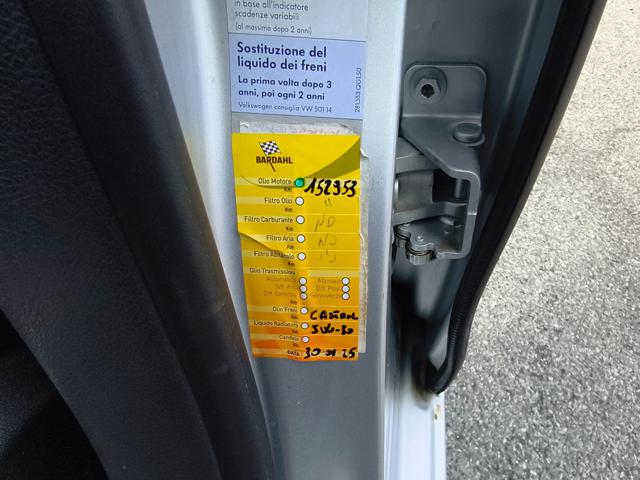 in base all'indicatore
scadenze variabili
(al massimo dopo 2 anni)
Sostituzione del
liquido dei freni
La prima volta dopo 3
anni, poi ogni 2 anni
Volkswagen consiglia VW 501 14
BARDAHL
Olio Motore 152353
Km
Filtro Olio "
Km
Filtro Carburante NO
Km
Filtro Aria NO
Km
Filtro Abitacolo
Km
Olio Trasmissioni
Automatica Manuale
Diff. Ant. Diff. Post.
Diff. Centrale Servosterzo
Km
Olio Freni
Km
Liquido Radiatore 5W-30
Km
Candele
Km
DATA